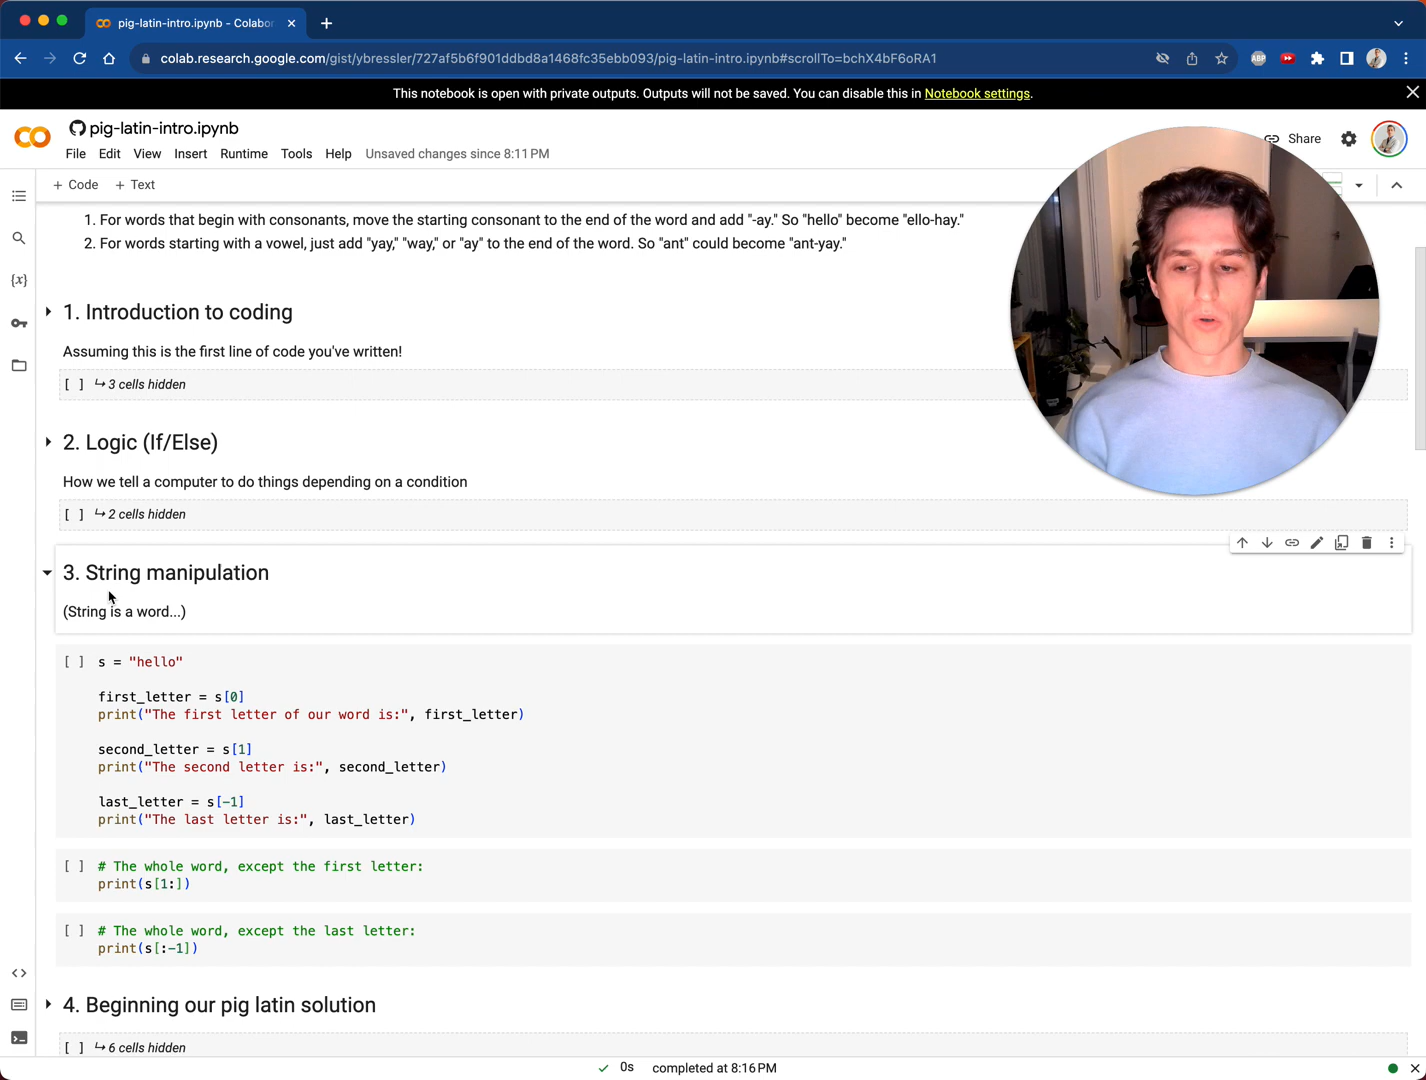 pig-latin-intro.ipynb - Colabor
colab.research.google.com/gist/ybressler/727af5b6f901ddbd8a1468fc35ebb093/pig-latin-intro.ipynb#scrollTo=bchX4bF6oRA1
ABP
This notebook is open with private outputs. Outputs will not be saved. You can disable this in Notebook settings.
pig-latin-intro.ipynb
Share
File Edit View Insert Runtime Tools Help Unsaved changes since 8:11 PM
+ Code + Text
1. For words that begin with consonants, move the starting consonant to the end of the word and add "-ay." So "hello" become "ello-hay."
2. For words starting with a vowel, just add "yay," "way," or "ay" to the end of the word. So "ant" could become "ant-yay."
{x}
1. Introduction to coding
Assuming this is the first line of code you've written!
[ ] ↳ 3 cells hidden
2. Logic (If/Else)
How we tell a computer to do things depending on a condition
[ ] ↳ 2 cells hidden
3. String manipulation
(String is a word...)
[ ] s = "hello"
first_letter = s[0]
print("The first letter of our word is:", first_letter)
second_letter = s[1]
print("The second letter is:", second_letter)
last_letter = s[-1]
print("The last letter is:", last_letter)
[ ] # The whole word, except the first letter:
print(s[1:])
[ ] # The whole word, except the last letter:
print(s[:-1])
4. Beginning our pig latin solution
[ ] ↳ 6 cells hidden
✓ 0s completed at 8:16 PM